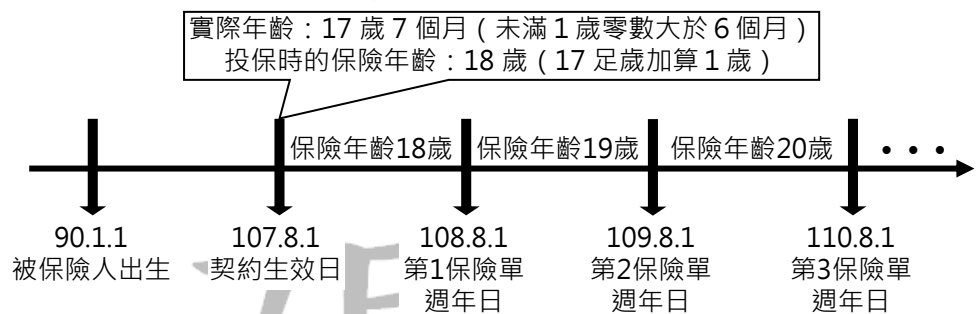 實際年齡：17 歲 7 個月（未滿 1 歲零數大於 6 個月）
投保時的保險年齡：18 歲（17 足歲加算 1 歲）
保險年齡18歲 保險年齡19歲 保險年齡20歲 • • •
90.1.1 107.8.1 108.8.1 109.8.1 110.8.1
被保險人出生 契約生效日 第1保險單 第2保險單 第3保險單
週年日 週年日 週年日